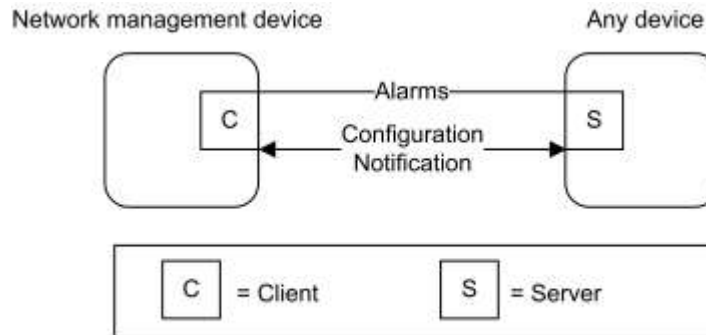 Network management device
Any device
Alarms
C
S
Configuration
Notification
C = Client
S = Server